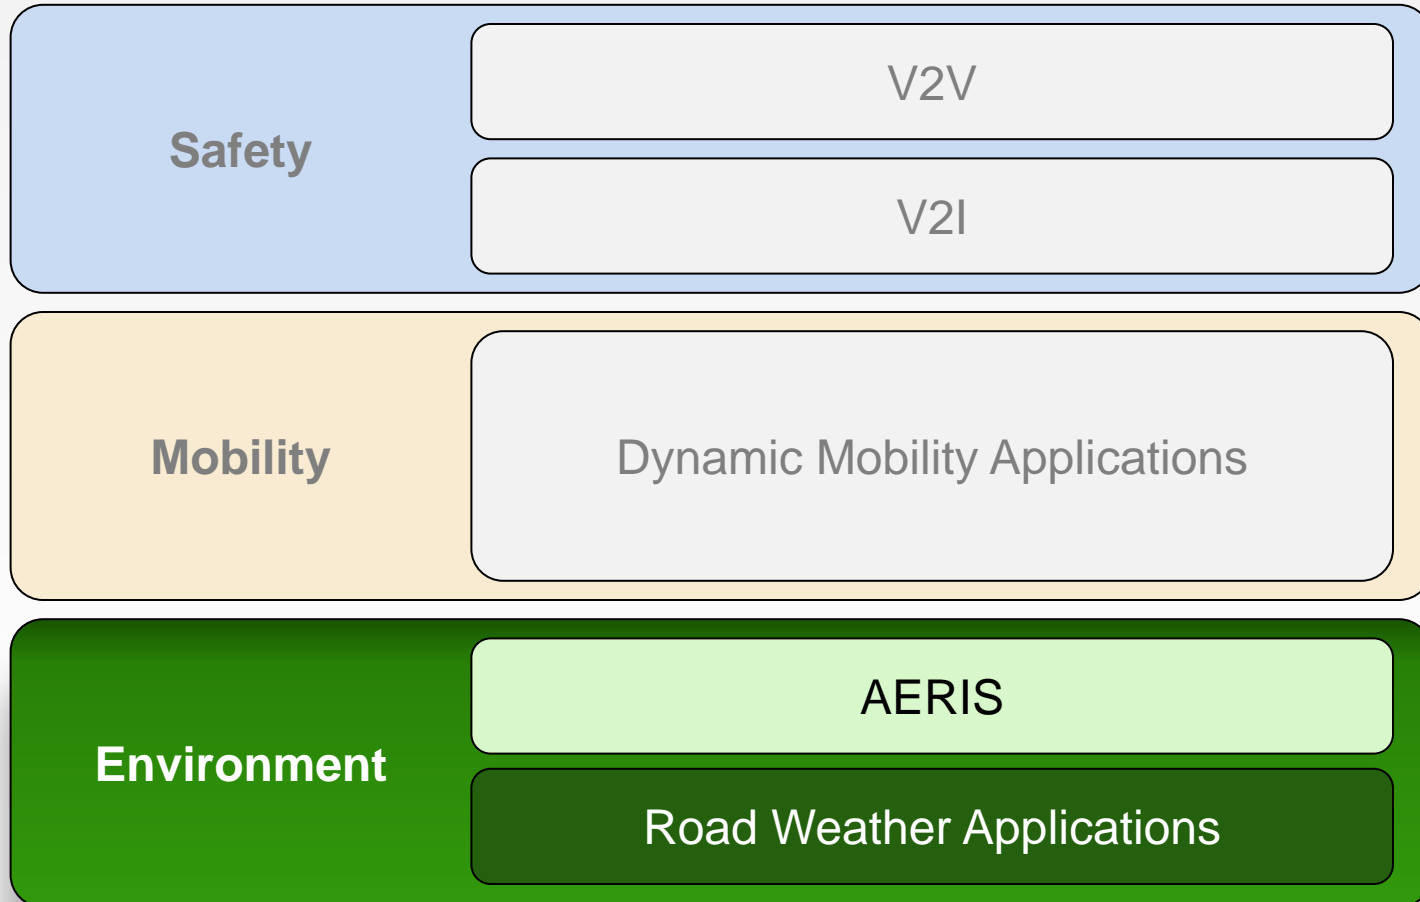 Safety
V2V
V2I
Mobility
Dynamic Mobility Applications
Environment
AERIS
Road Weather Applications